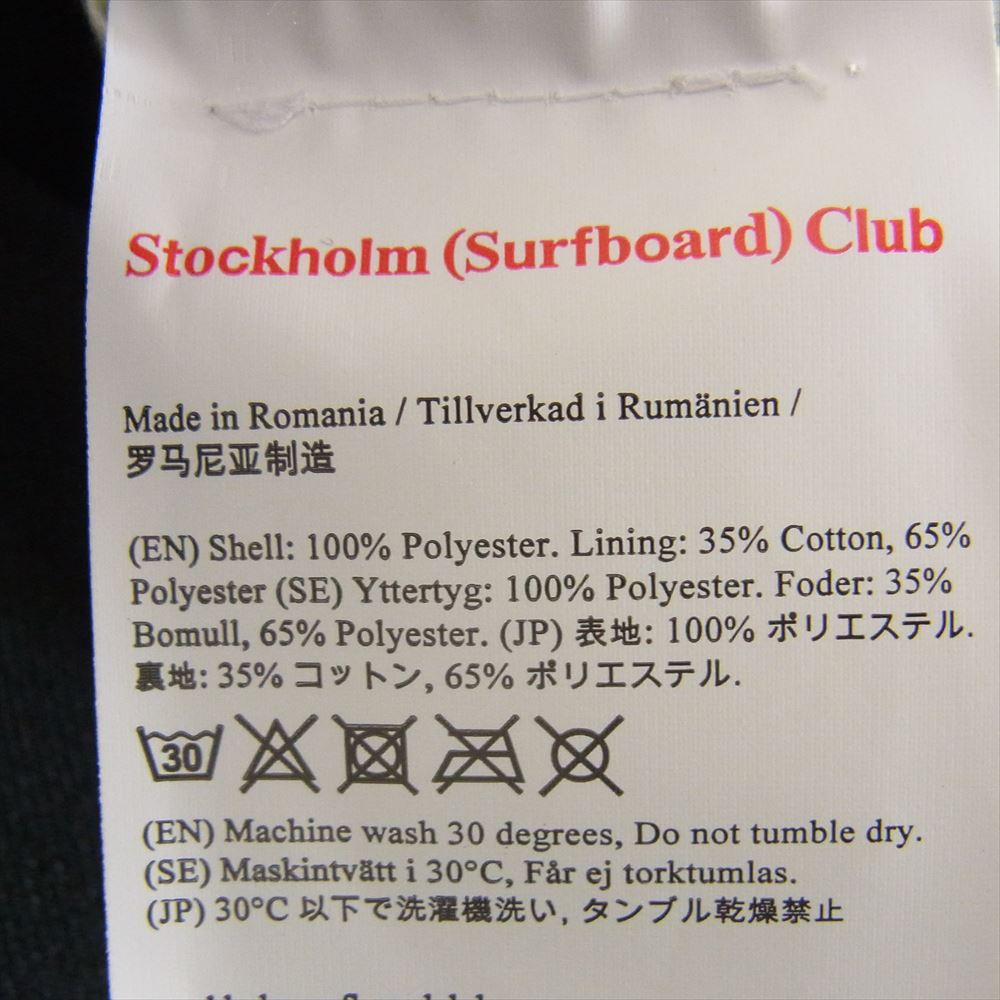 Stockholm (Surfboard) Club
Made in Romania / Tillverkad i Rumänien /
罗马尼亚制造
(EN) Shell: 100% Polyester. Lining: 35% Cotton, 65%
Polyester (SE) Yttertyg: 100% Polyester. Foder: 35%
Bomull, 65% Polyester. (JP) 表地: 100% ポリエステル.
裏地: 35% コットン, 65% ポリエステル.
30
(EN) Machine wash 30 degrees, Do not tumble dry.
(SE) Maskintvätt i 30°C, Får ej torktumlas.
(JP) 30°C 以下で洗濯機洗い, タンブル乾燥禁止